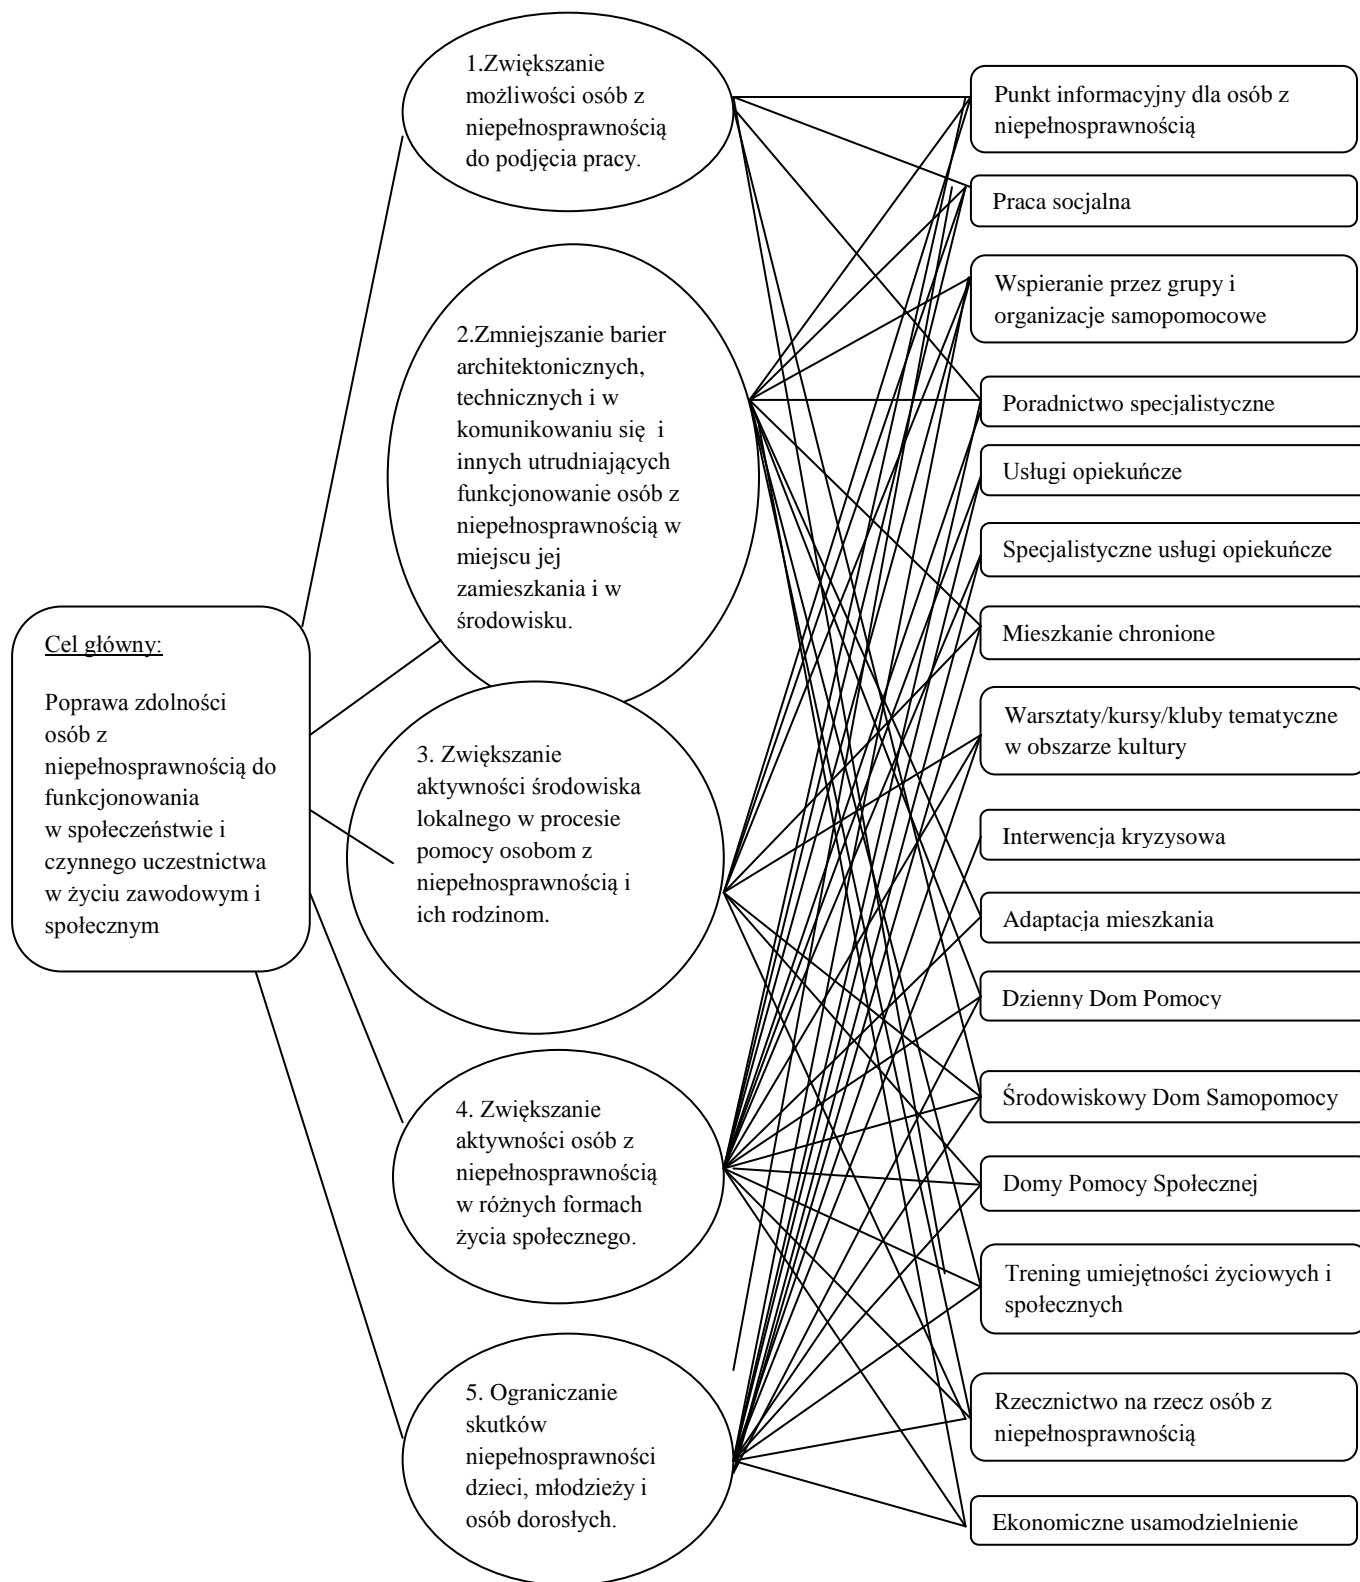 Cel główny:
Poprawa zdolności
osób z
niepełnosprawnością do
funkcjonowania
w społeczeństwie i
czynnego uczestnictwa
w życiu zawodowym i
społecznym
1.Zwiększanie
możliwości osób z
niepełnosprawnością
do podjęcia pracy.
2.Zmniejszanie barier
architektonicznych,
technicznych i w
komunikowaniu się i
innych utrudniających
funkcjonowanie osób z
niepełnosprawnością w
miejscu jej
zamieszkania i w
środowisku.
3. Zwiększanie
aktywności środowiska
lokalnego w procesie
pomocy osobom z
niepełnosprawnością i
ich rodzinom.
4. Zwiększanie
aktywności osób z
niepełnosprawnością
w różnych formach
życia społecznego.
5. Ograniczanie
skutków
niepełnosprawności
dzieci, młodzieży i
osób dorosłych.
Punkt informacyjny dla osób z
niepełnosprawnością
Praca socjalna
Wspieranie przez grupy i
organizacje samopomocowe
Poradnictwo specjalistyczne
Usługi opiekuńcze
Specjalistyczne usługi opiekuńcze
Mieszkanie chronione
Warsztaty/kursy/kluby tematyczne
w obszarze kultury
Interwencja kryzysowa
Adaptacja mieszkania
Dzienny Dom Pomocy
Środowiskowy Dom Samopomocy
Domy Pomocy Społecznej
Trening umiejętności życiowych i
społecznych
Rzecznictwo na rzecz osób z
niepełnosprawnością
Ekonomiczne usamodzielnienie